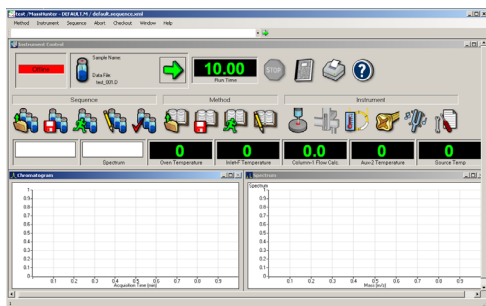 test /MassHunter - DEFAULT.M / default.sequence.xml
Method Instrument Sequence Abort Checkout Window Help
Instrument Control
Offline
Sample Name:
Data File:
test_001.D
10.00
Run Time
STOP
Sequence Method Instrument
0 0 0.0 0 0
Spectrum Oven Temperature Inlet-F Temperature Column-1 Flow Calc. Aux-2 Temperature Source Temp
Chromatogram
1
0.9
0.8
0.7
0.6
0.5
0.4
0.3
0.2
0.1
0
0.1 0.2 0.3 0.4 0.5 0.6 0.7 0.8 0.9
Acquisition Time (min)
Spectrum
Spectrum
1
0.9
0.8
0.7
0.6
0.5
0.4
0.3
0.2
0.1
0
0.1 0.2 0.3 0.4 0.5 0.6 0.7 0.8 0.9
Mass (m/z)